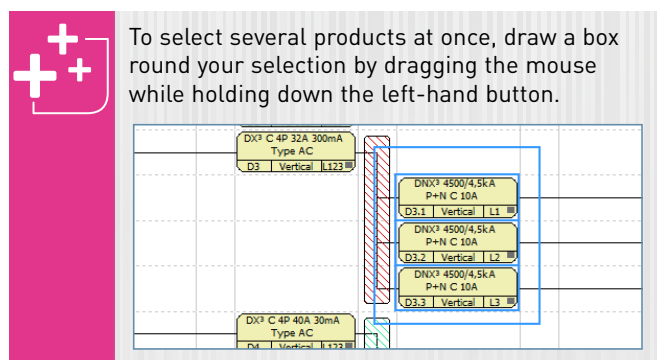 To select several products at once, draw a box
round your selection by dragging the mouse
while holding down the left-hand button.
DX³ C 4P 32A 300mA
Type AC
D3 Vertical L123
DNX³ 4500/4,5kA
P+N C 10A
D3.1 Vertical L1
DNX³ 4500/4,5kA
P+N C 10A
D3.2 Vertical L2
DNX³ 4500/4,5kA
P+N C 10A
D3.3 Vertical L3
DX³ C 4P 40A 30mA
Type AC
D4 Vertical L123